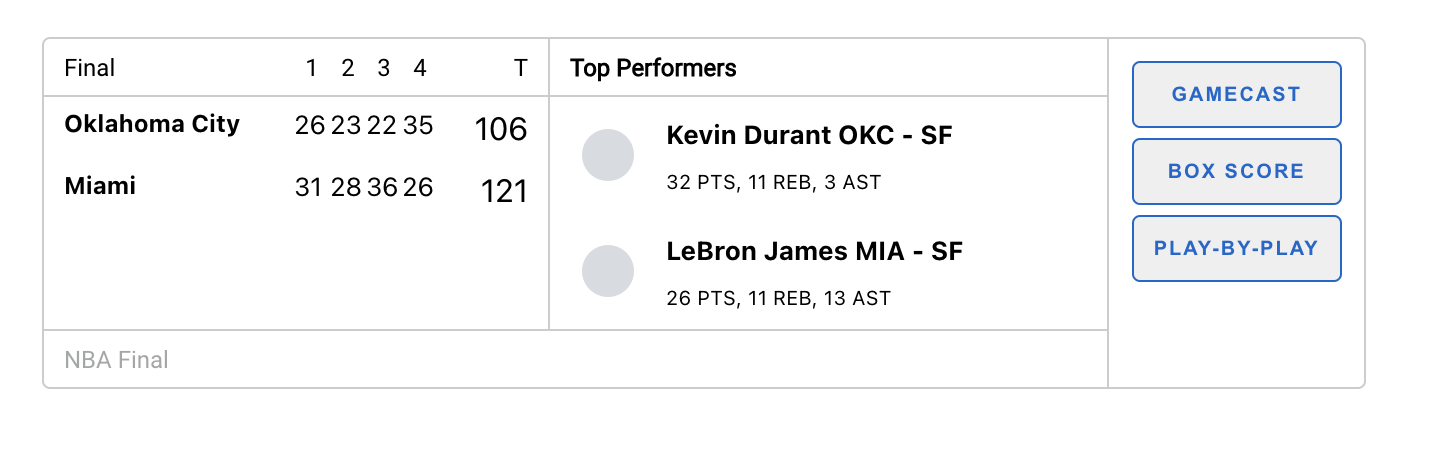 Final 1 2 3 4 T
Oklahoma City 26 23 22 35 106
Miami 31 28 36 26 121
Top Performers
Kevin Durant OKC - SF
32 PTS, 11 REB, 3 AST
LeBron James MIA - SF
26 PTS, 11 REB, 13 AST
GAMECAST
BOX SCORE
PLAY-BY-PLAY
NBA Final